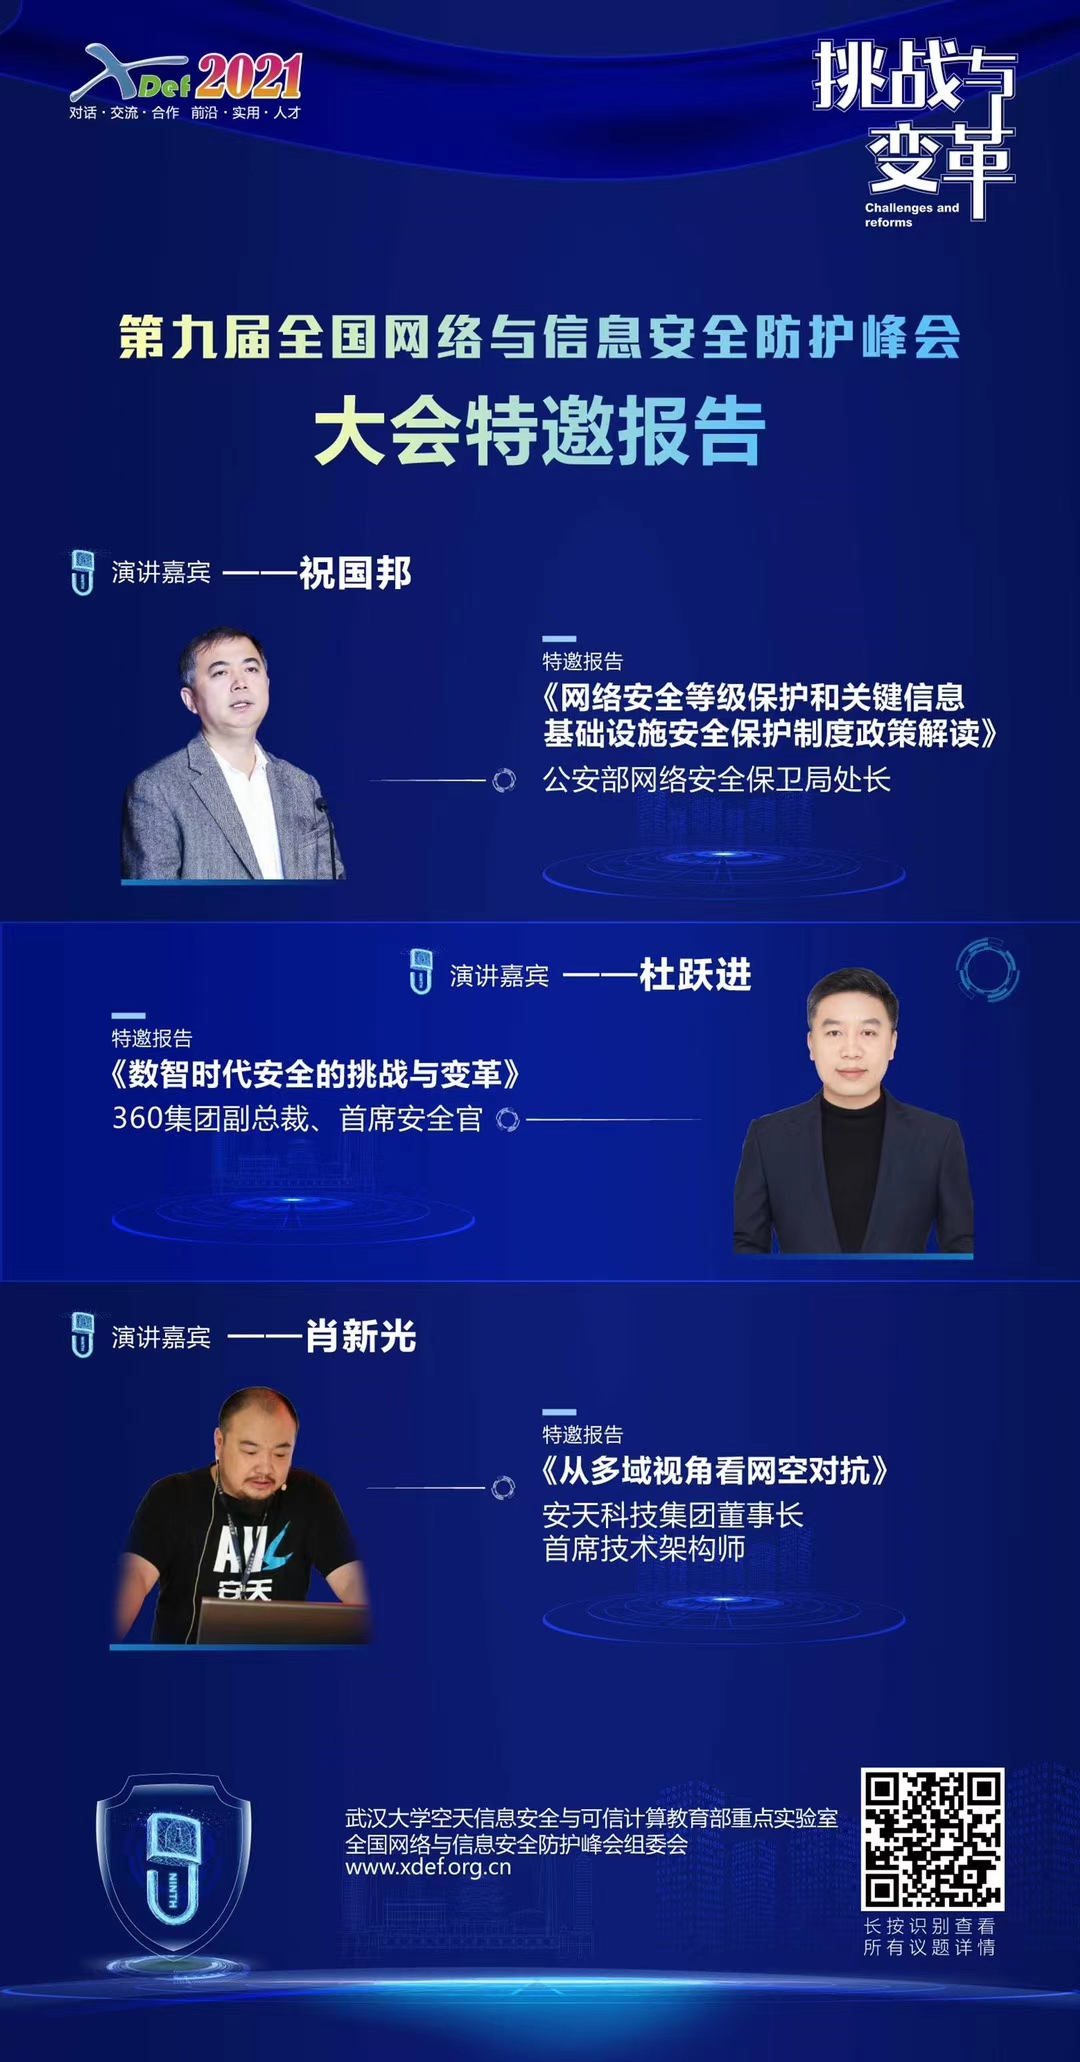 XDef 2021
对话·交流·合作 前沿·实用·人才
挑战与
变革
Challenges and
reforms
第九届全国网络与信息安全防护峰会
大会特邀报告
演讲嘉宾 ——祝国邦
特邀报告
《网络安全等级保护和关键信息
基础设施安全保护制度政策解读》
公安部网络安全保卫局处长
演讲嘉宾 ——杜跃进
特邀报告
《数智时代安全的挑战与变革》
360集团副总裁、首席安全官
演讲嘉宾 ——肖新光
特邀报告
《从多域视角看网空对抗》
安天科技集团董事长
首席技术架构师
安天
NINTH
武汉大学空天信息安全与可信计算教育部重点实验室
全国网络与信息安全防护峰会组委会
www.xdef.org.cn
长按识别查看
所有议题详情